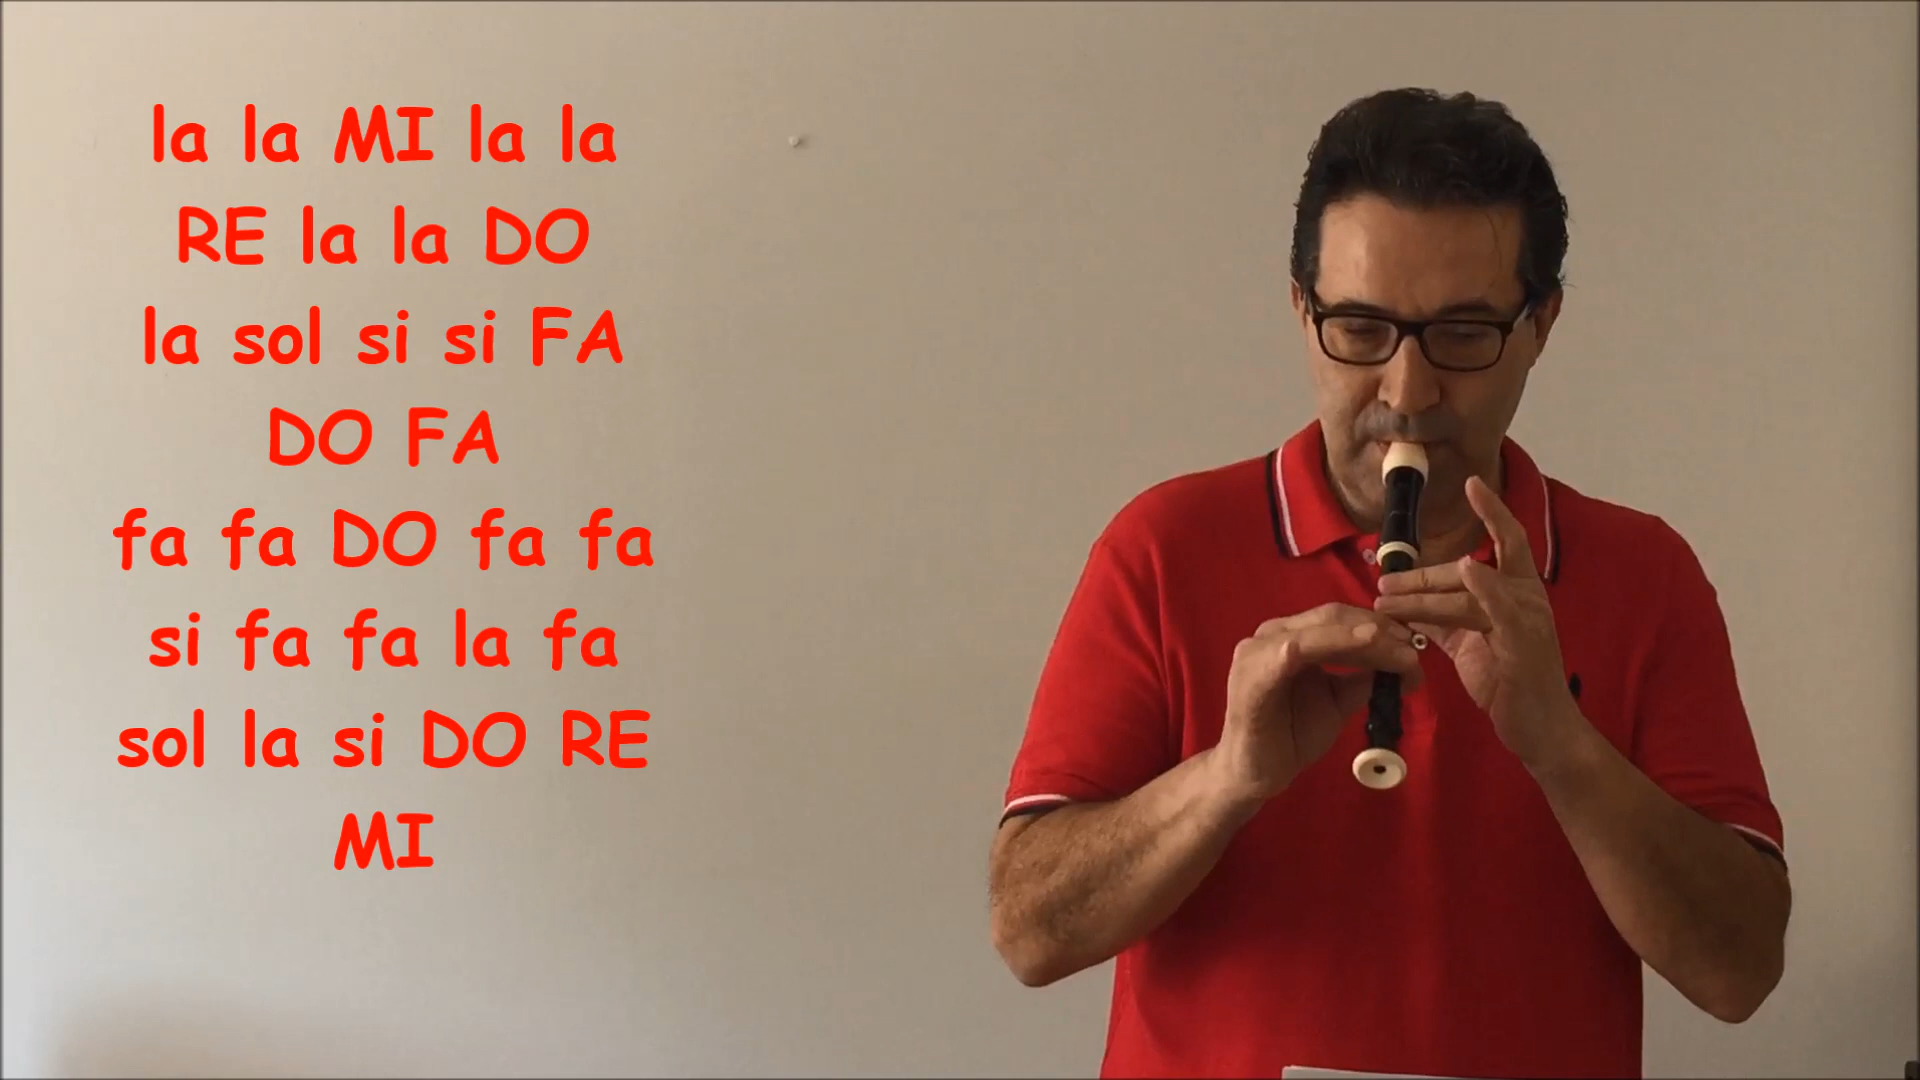 la la MI la la
RE la la DO
la sol si si FA
DO FA
fa fa DO fa fa
si fa fa la fa
sol la si DO RE
MI